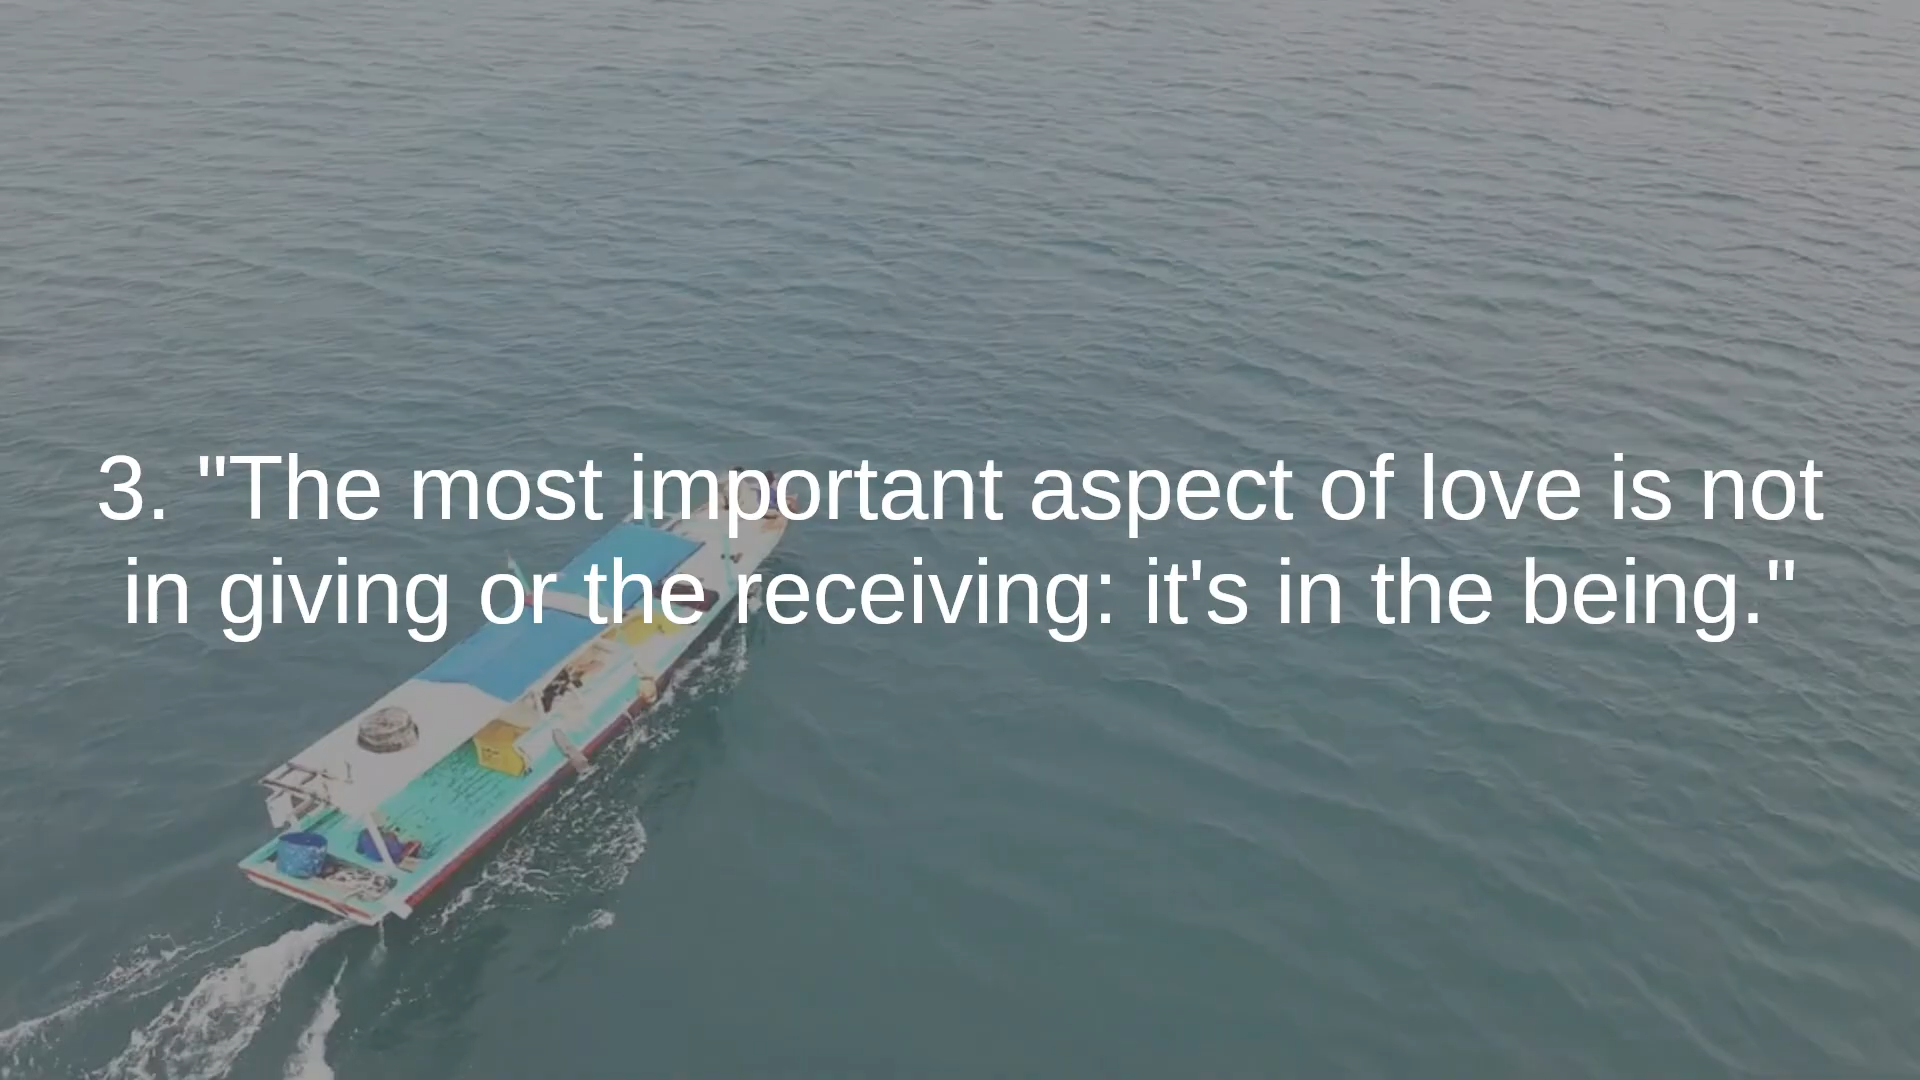 3. "The most important aspect of love is not
in giving or the receiving: it's in the being."